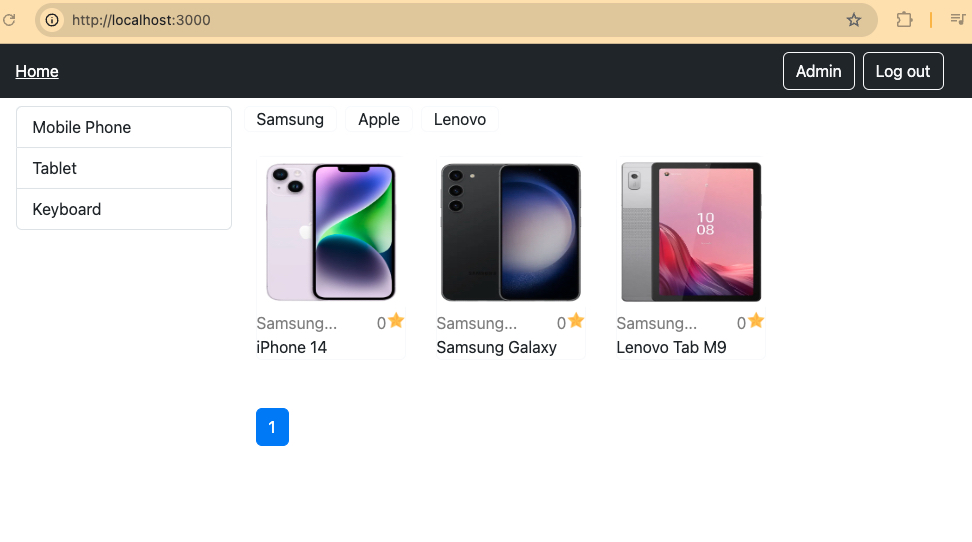 http://localhost:3000
Home
Admin
Log out
Mobile Phone
Tablet
Keyboard
Samsung
Apple
Lenovo
10
08
Samsung...
0
iPhone 14
Samsung...
0
Samsung Galaxy
Samsung...
0
Lenovo Tab M9
1